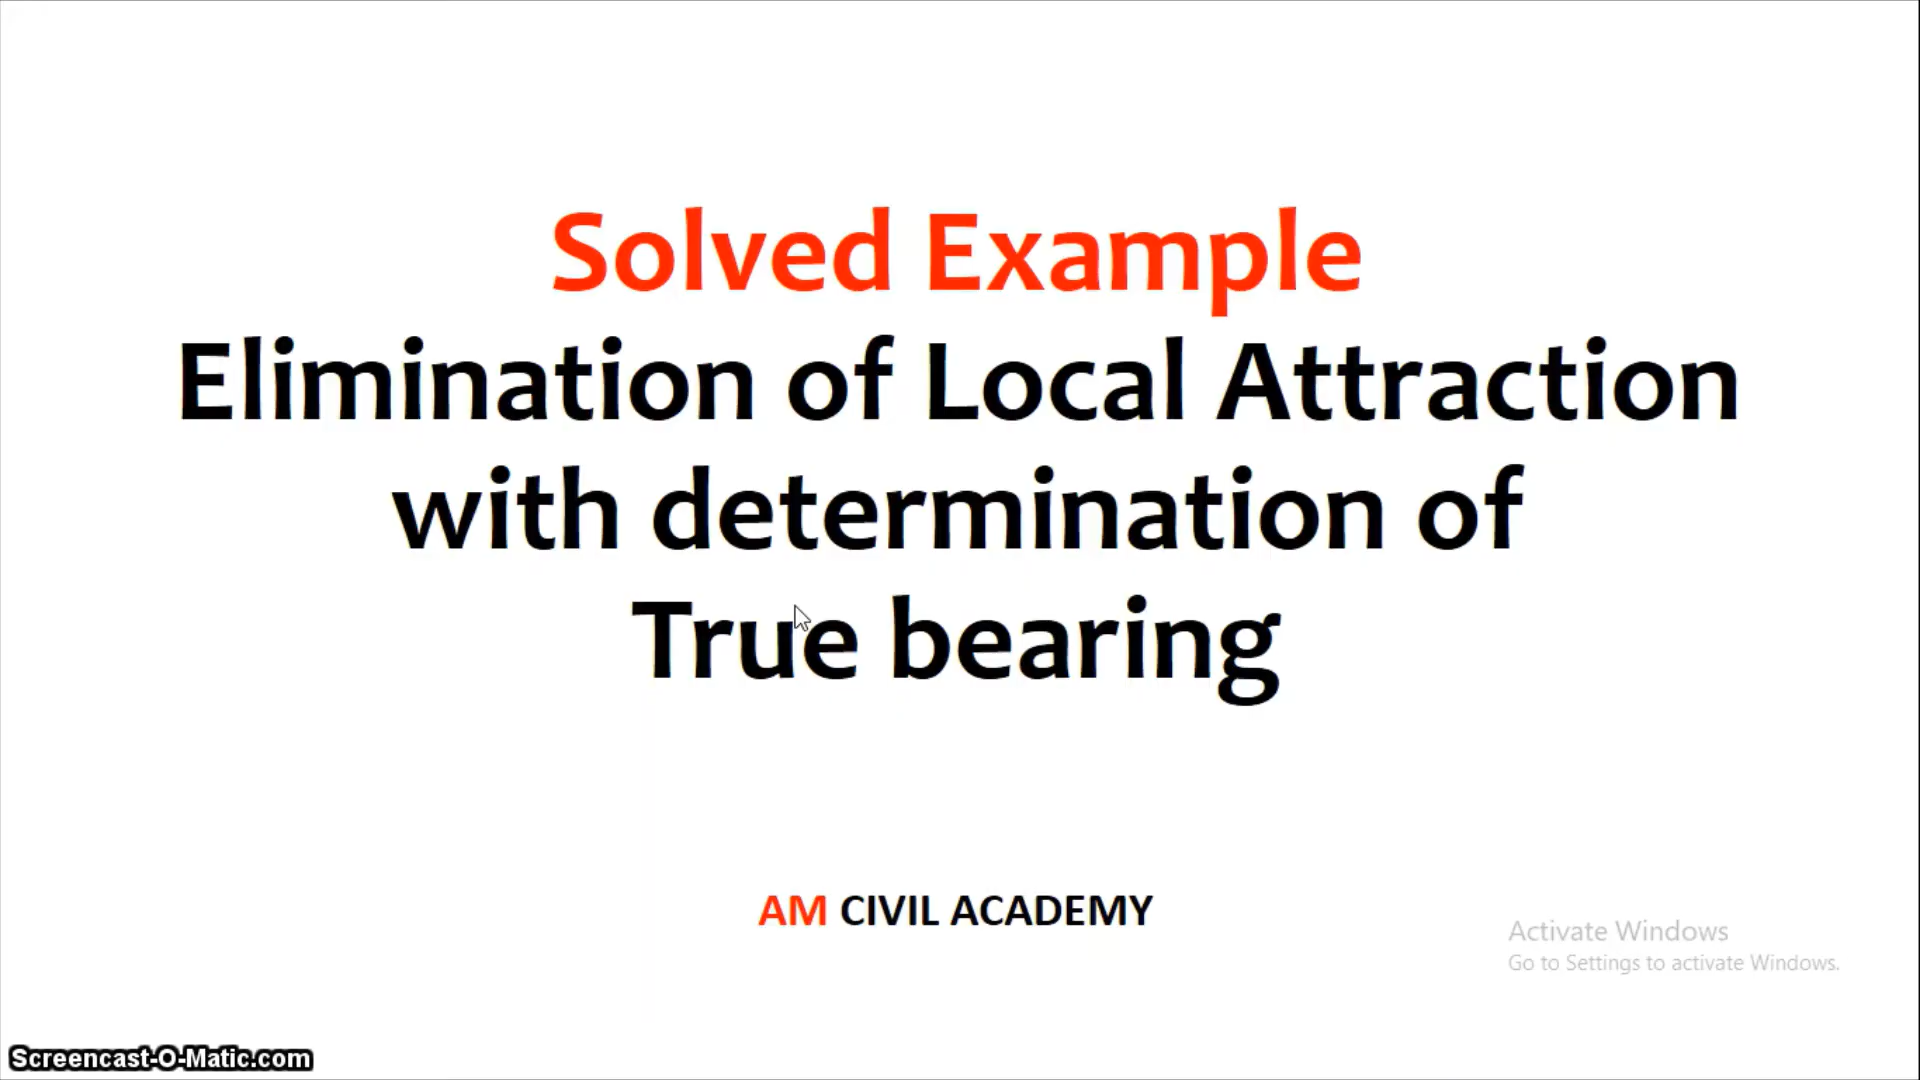 Solved Example
Elimination of Local Attraction
with determination of
True bearing
AM CIVIL ACADEMY
Activate Windows
Go to Settings to activate Windows.
Screencast-O-Matic.com